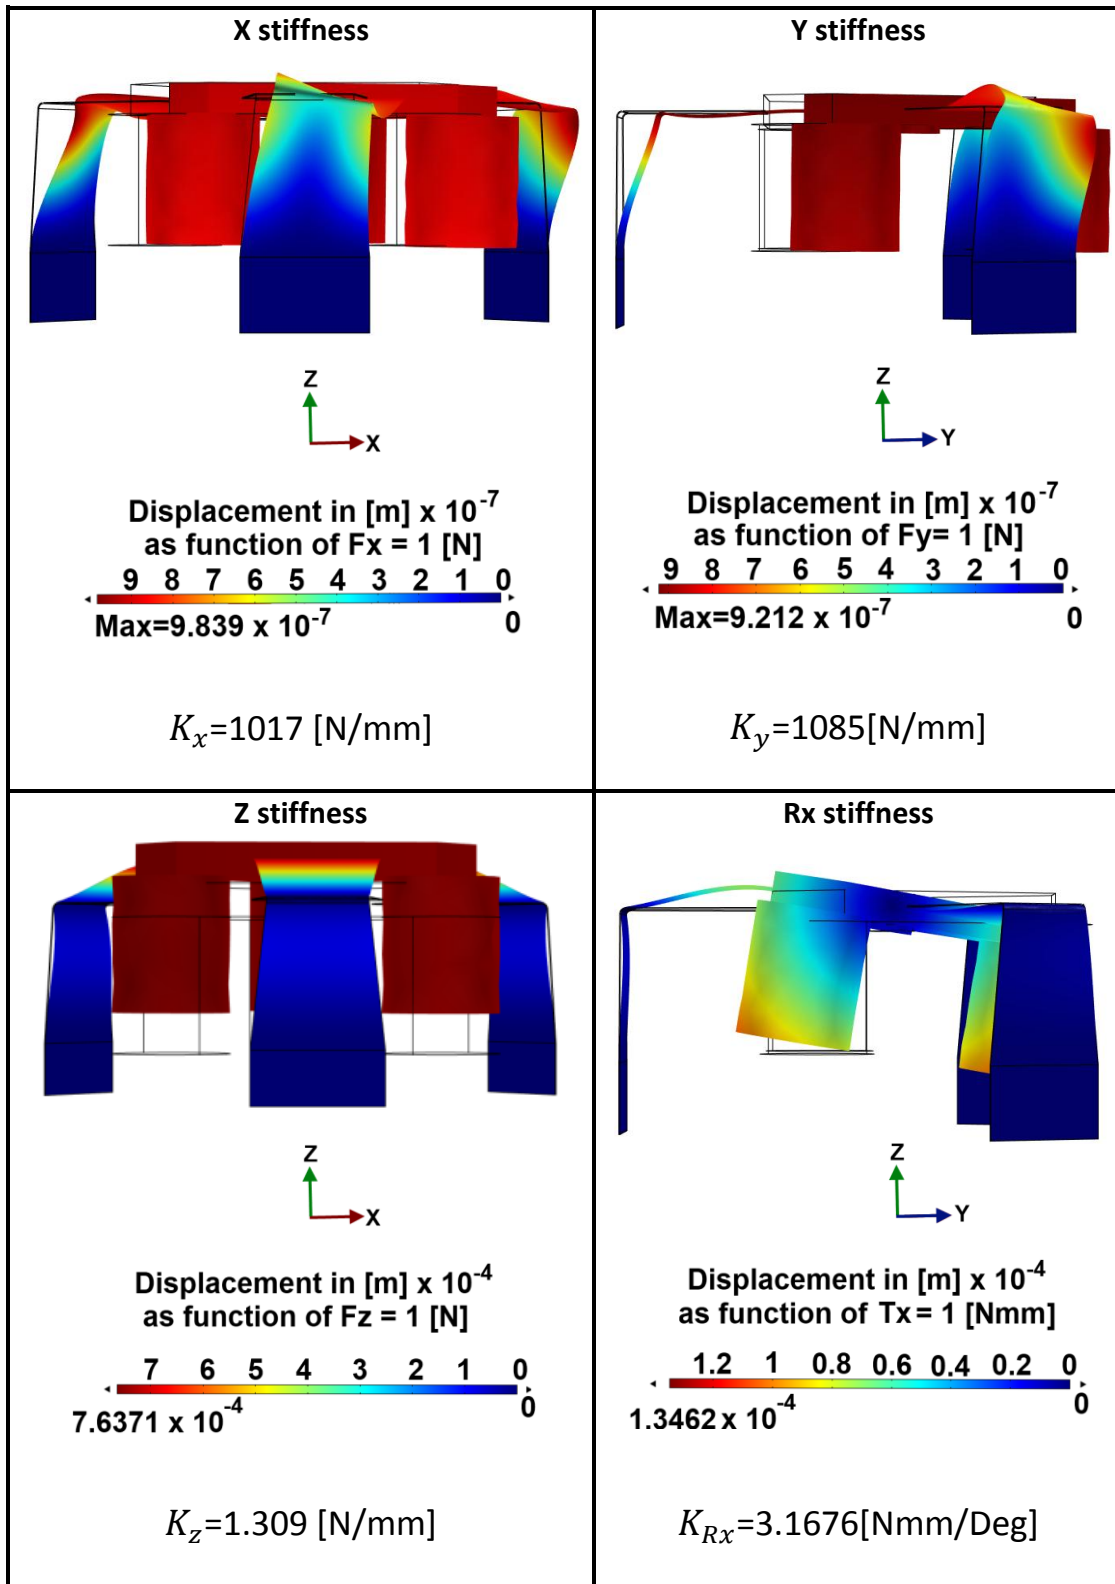 X stiffness
Z
X
Displacement in [m] x 10^-7
as function of Fx = 1 [N]
9 8 7 6 5 4 3 2 1 0
Max=9.839 x 10^-7
0
K_x=1017 [N/mm]
Y stiffness
Z
Y
Displacement in [m] x 10^-7
as function of Fy= 1 [N]
9 8 7 6 5 4 3 2 1 0
Max=9.212 x 10^-7
0
K_y=1085[N/mm]
Z stiffness
Z
X
Displacement in [m] x 10^-4
as function of Fz = 1 [N]
7 6 5 4 3 2 1 0
7.6371 x 10^-4
0
K_z=1.309 [N/mm]
Rx stiffness
Z
Y
Displacement in [m] x 10^-4
as function of Tx = 1 [Nmm]
1.2 1 0.8 0.6 0.4 0.2 0
1.3462 x 10^-4
0
K_Rx=3.1676[Nmm/Deg]